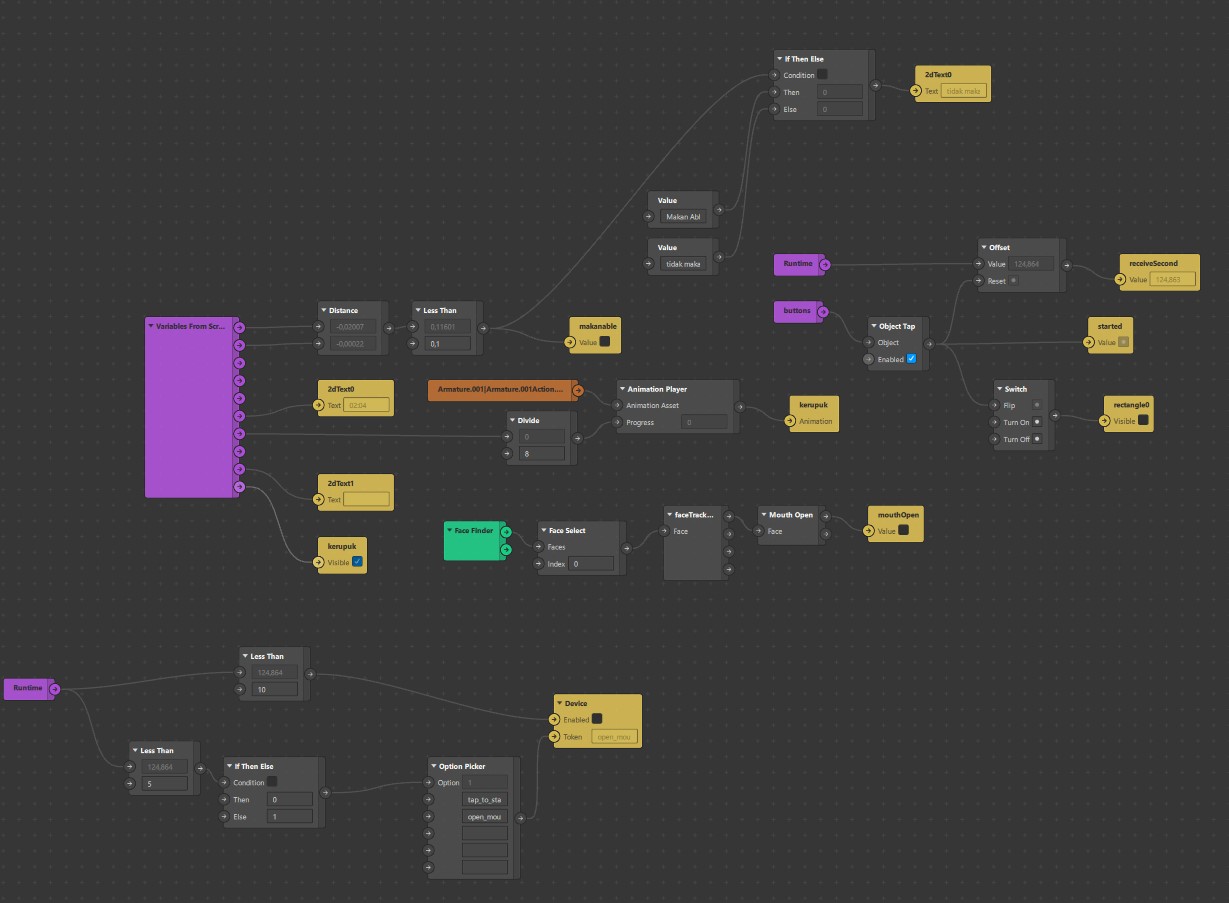 If Then Else
Condition
Then 0
Else 0
2dText0
Text tidak maka
Value
Makan Abl
Value
tidak maka
Runtime
Offset
Value 124,864
Reset
receiveSecond
Value 124,863
buttons
Object Tap
Object
Enabled
started
Value
Variables From Scr...
Distance
-0,02007
-0,00022
Less Than
0,11601
0,1
makanable
Value
2dText0
Text 02:04
Armature.001|Armature.001Action....
Animation Player
Animation Asset
Progress 0
kerupuk
Animation
Switch
Flip
Turn On
Turn Off
rectangle0
Visible
Divide
0
8
2dText1
Text
kerupuk
Visible
Face Finder
Face Select
Faces
Index 0
faceTrack...
Face
Mouth Open
Face
mouthOpen
Value
Runtime
Less Than
124,864
10
Device
Enabled
Token open_mou
Less Than
124,864
5
If Then Else
Condition
Then 0
Else 1
Option Picker
Option 1
tap_to_sta
open_mou